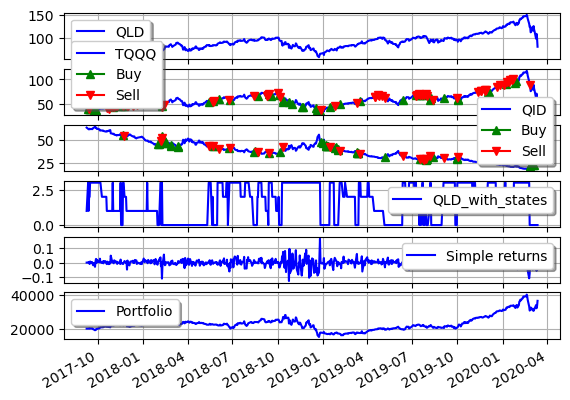 150
100
QLD
TQQQ
Buy
Sell
100
50
QID
Buy
Sell
50
25
2.5
0.0
QLD_with_states
0.1
0.0
−0.1
Simple returns
40000
20000
Portfolio
2017-10
2018-01
2018-04
2018-07
2018-10
2019-01
2019-04
2019-07
2019-10
2020-01
2020-04